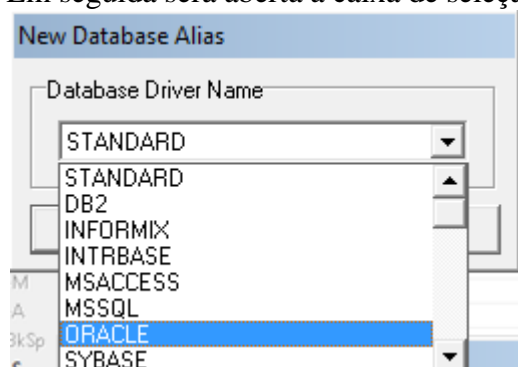 Em seguida será aberta a caixa de seleç
New Database Alias
Database Driver Name
STANDARD
STANDARD
DB2
INFORMIX
INTRBASE
MSACCESS
MSSQL
ORACLE
SYBASE